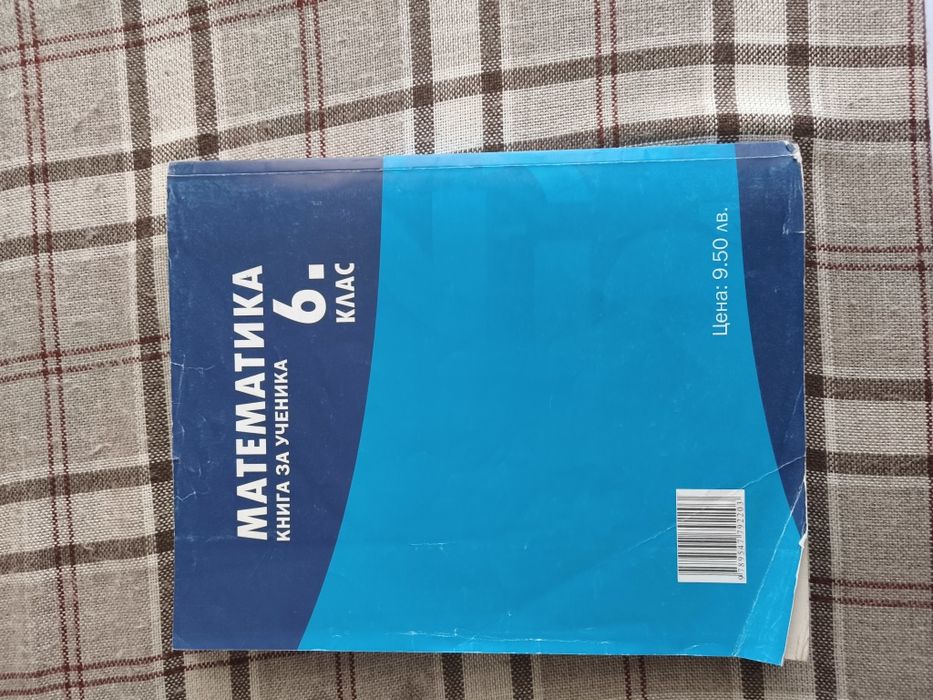 МАТЕМАТИКА
КНИГА ЗА УЧЕНИКА
6.
КЛАС
Цена: 9.50 лв.